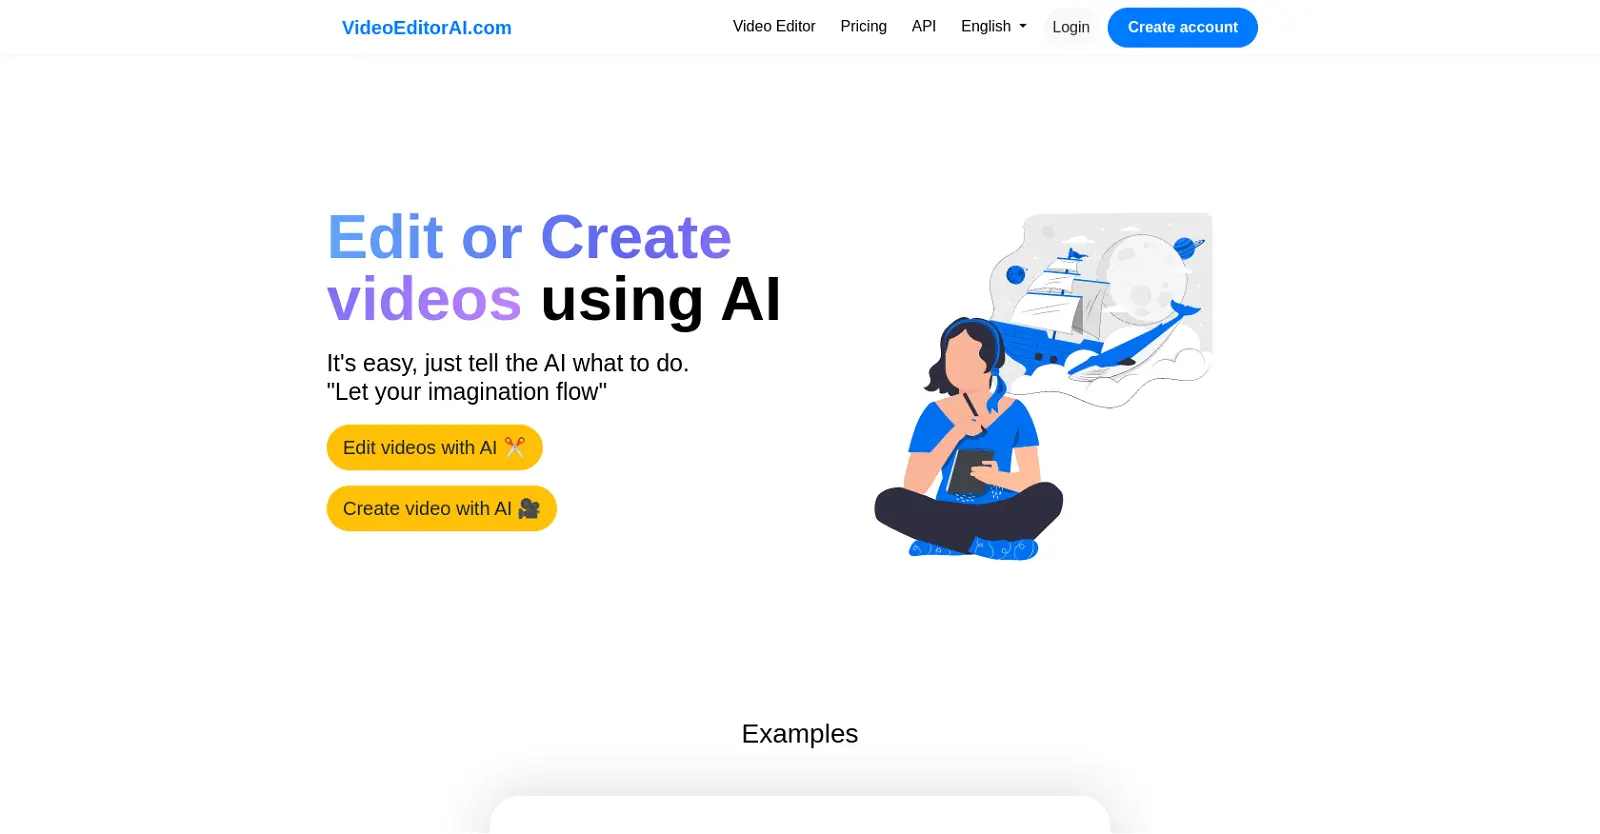 VideoEditorAI.com
Video Editor
Pricing
API
English
Login
Create account
Edit or Create
videos using AI
It's easy, just tell the AI what to do.
"Let your imagination flow"
Edit videos with AI
Create video with AI
Examples